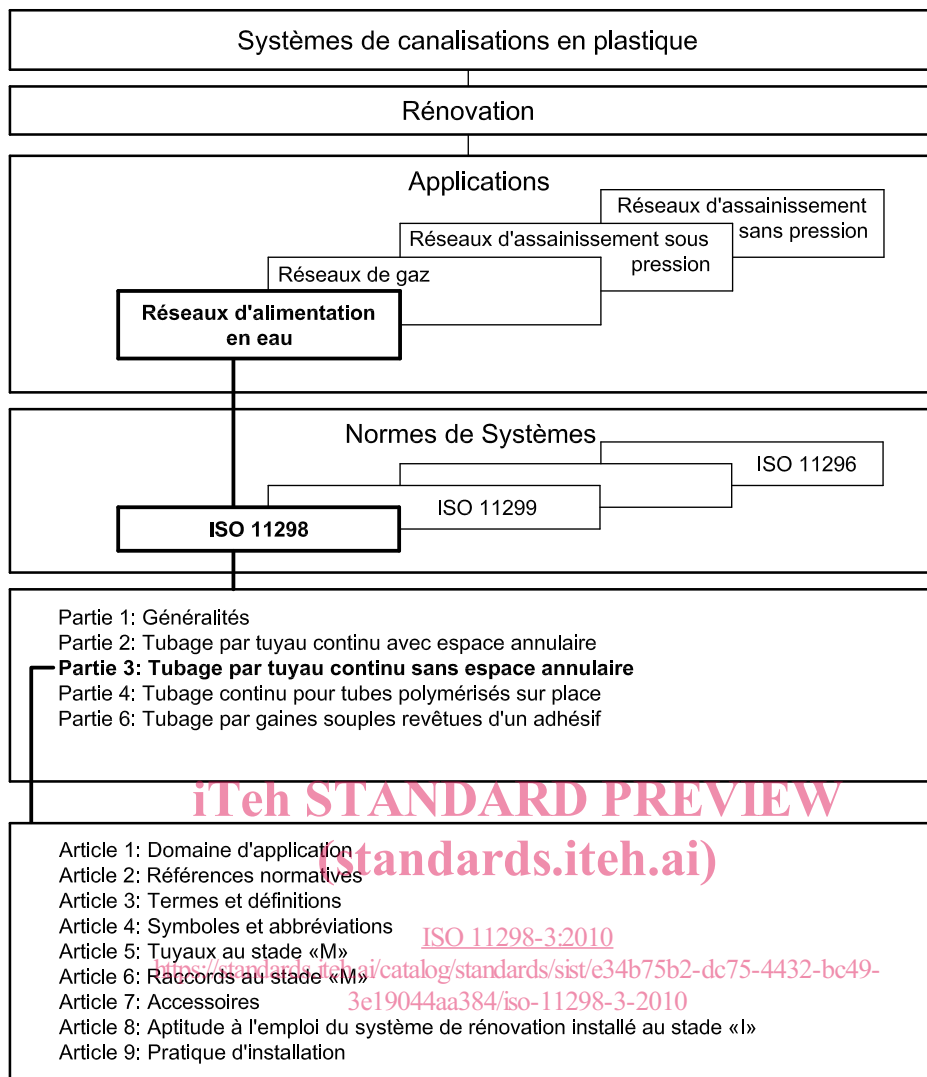 Systèmes de canalisations en plastique
Rénovation
Applications
Réseaux d'assainissement
sans pression
Réseaux d'assainissement sous
pression
Réseaux de gaz
Réseaux d'alimentation
en eau
Normes de Systèmes
ISO 11296
ISO 11299
ISO 11298
Partie 1: Généralités
Partie 2: Tubage par tuyau continu avec espace annulaire
Partie 3: Tubage par tuyau continu sans espace annulaire
Partie 4: Tubage continu pour tubes polymérisés sur place
Partie 6: Tubage par gaines souples revêtues d'un adhésif
iTeh STANDARD PREVIEW
(standards.iteh.ai)
Article 1: Domaine d'application
Article 2: Références normatives
Article 3: Termes et définitions
Article 4: Symboles et abbréviations
Article 5: Tuyaux au stade «M»
ISO 11298-3:2010
Article 6: Raccords au stade «M»
https://standards.iteh.ai/catalog/standards/sist/e34b75b2-dc75-4432-bc49-
3e19044aa384/iso-11298-3-2010
Article 7: Accessoires
Article 8: Aptitude à l'emploi du système de rénovation installé au stade «I»
Article 9: Pratique d'installation